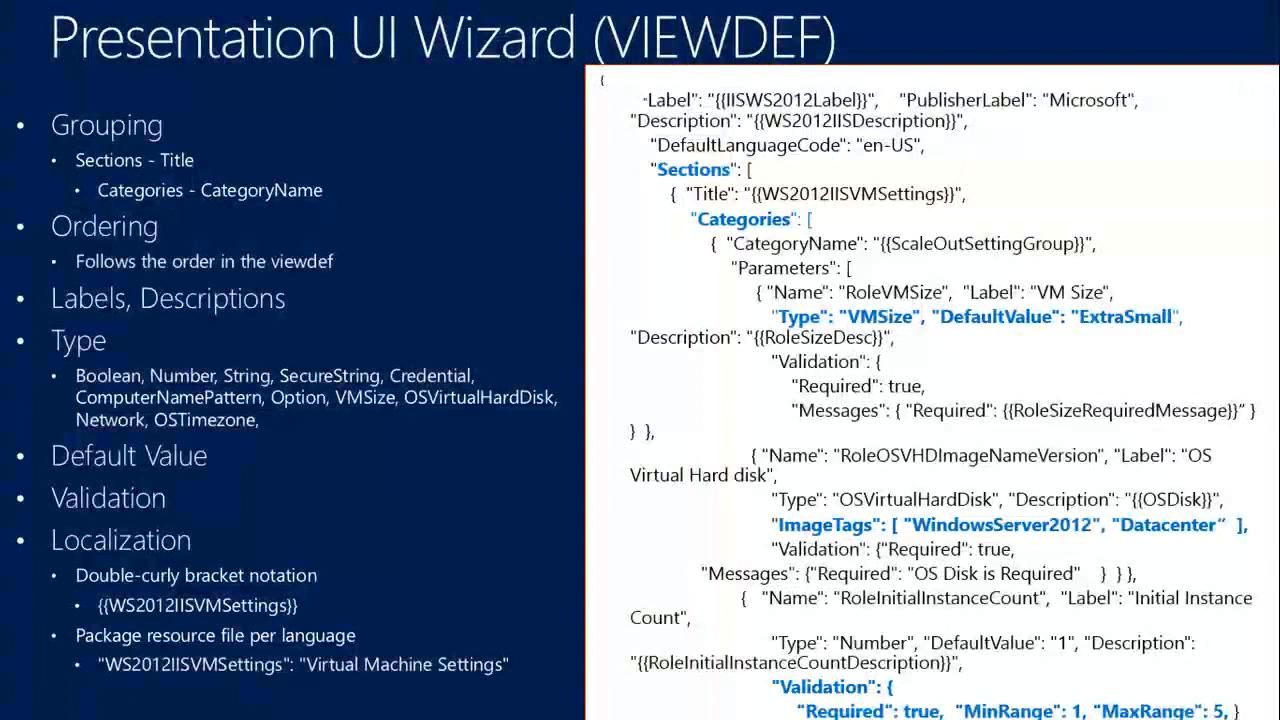 Presentation UI Wizard (VIEWDEF)
• Grouping
• Sections - Title
• Categories - CategoryName
• Ordering
• Follows the order in the viewdef
• Labels, Descriptions
• Type
• Boolean, Number, String, SecureString, Credential,
ComputerNamePattern, Option, VMSize, OSVirtualHardDisk,
Network, OSTimezone,
• Default Value
• Validation
• Localization
• Double-curly bracket notation
• {{WS2012IISVMSettings}}
• Package resource file per language
• "WS2012IISVMSettings": "Virtual Machine Settings"
{
"Label": "{{IISWS2012Label}}", "PublisherLabel": "Microsoft",
"Description": "{{WS2012IISDescription}}",
"DefaultLanguageCode": "en-US",
"Sections": [
{ "Title": "{{WS2012IISVMSettings}}",
"Categories": [
{ "CategoryName": "{{ScaleOutSettingGroup}}",
"Parameters": [
{ "Name": "RoleVMSize", "Label": "VM Size",
"Type": "VMSize", "DefaultValue": "ExtraSmall",
"Description": "{{RoleSizeDesc}}",
"Validation": {
"Required": true,
"Messages": { "Required": {{RoleSizeRequiredMessage}}" }
} },
{ "Name": "RoleOSVHDImageNameVersion", "Label": "OS
Virtual Hard disk",
"Type": "OSVirtualHardDisk", "Description": "{{OSDisk}}",
"ImageTags": [ "WindowsServer2012", "Datacenter" ],
"Validation": {"Required": true,
"Messages": {"Required": "OS Disk is Required" } } },
{ "Name": "RoleInitialInstanceCount", "Label": "Initial Instance
Count",
"Type": "Number", "DefaultValue": "1", "Description":
"{{RoleInitialInstanceCountDescription}}",
"Validation": {
"Required": true, "MinRange": 1, "MaxRange": 5, }